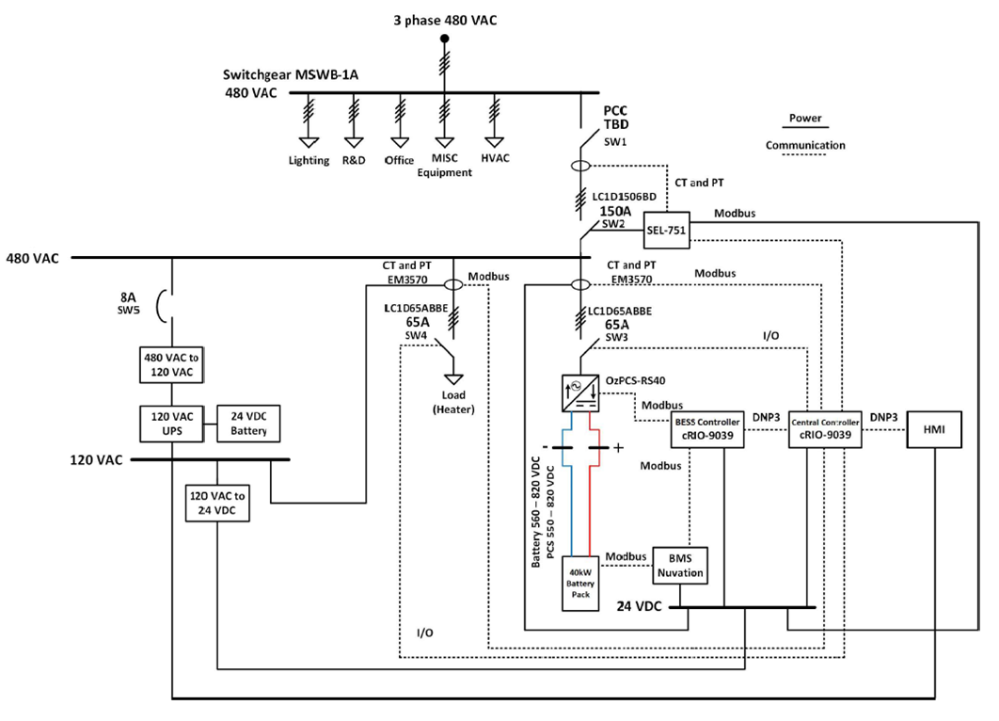 3 phase 480 VAC
Switchgear MSWB-1A
480 VAC
PCC
TBD
SW1
Lighting
R&D
Office
MISC
Equipment
HVAC
Power
Communication
CT and PT
LC1D1506BD
150A
SW2
SEL-751
Modbus
480 VAC
CT and PT
EM3570
Modbus
CT and PT
EM3570
Modbus
8A
SW5
LC1D65ABBE
65A
SW4
LC1D65ABBE
65A
SW3
I/O
480 VAC to
120 VAC
Load
(Heater)
OzPCS-RS40
Modbus
120 VAC
UPS
24 VDC
Battery
BESS Controller
cRIO-9039
DNP3
Central Controller
cRIO-9039
DNP3
HMI
- +
120 VAC
Modbus
120 VAC to
24 VDC
Battery 560 – 820 VDC
PCS 550 – 820 VDC
40kW
Battery
Pack
Modbus
BMS
Nuvation
24 VDC
I/O